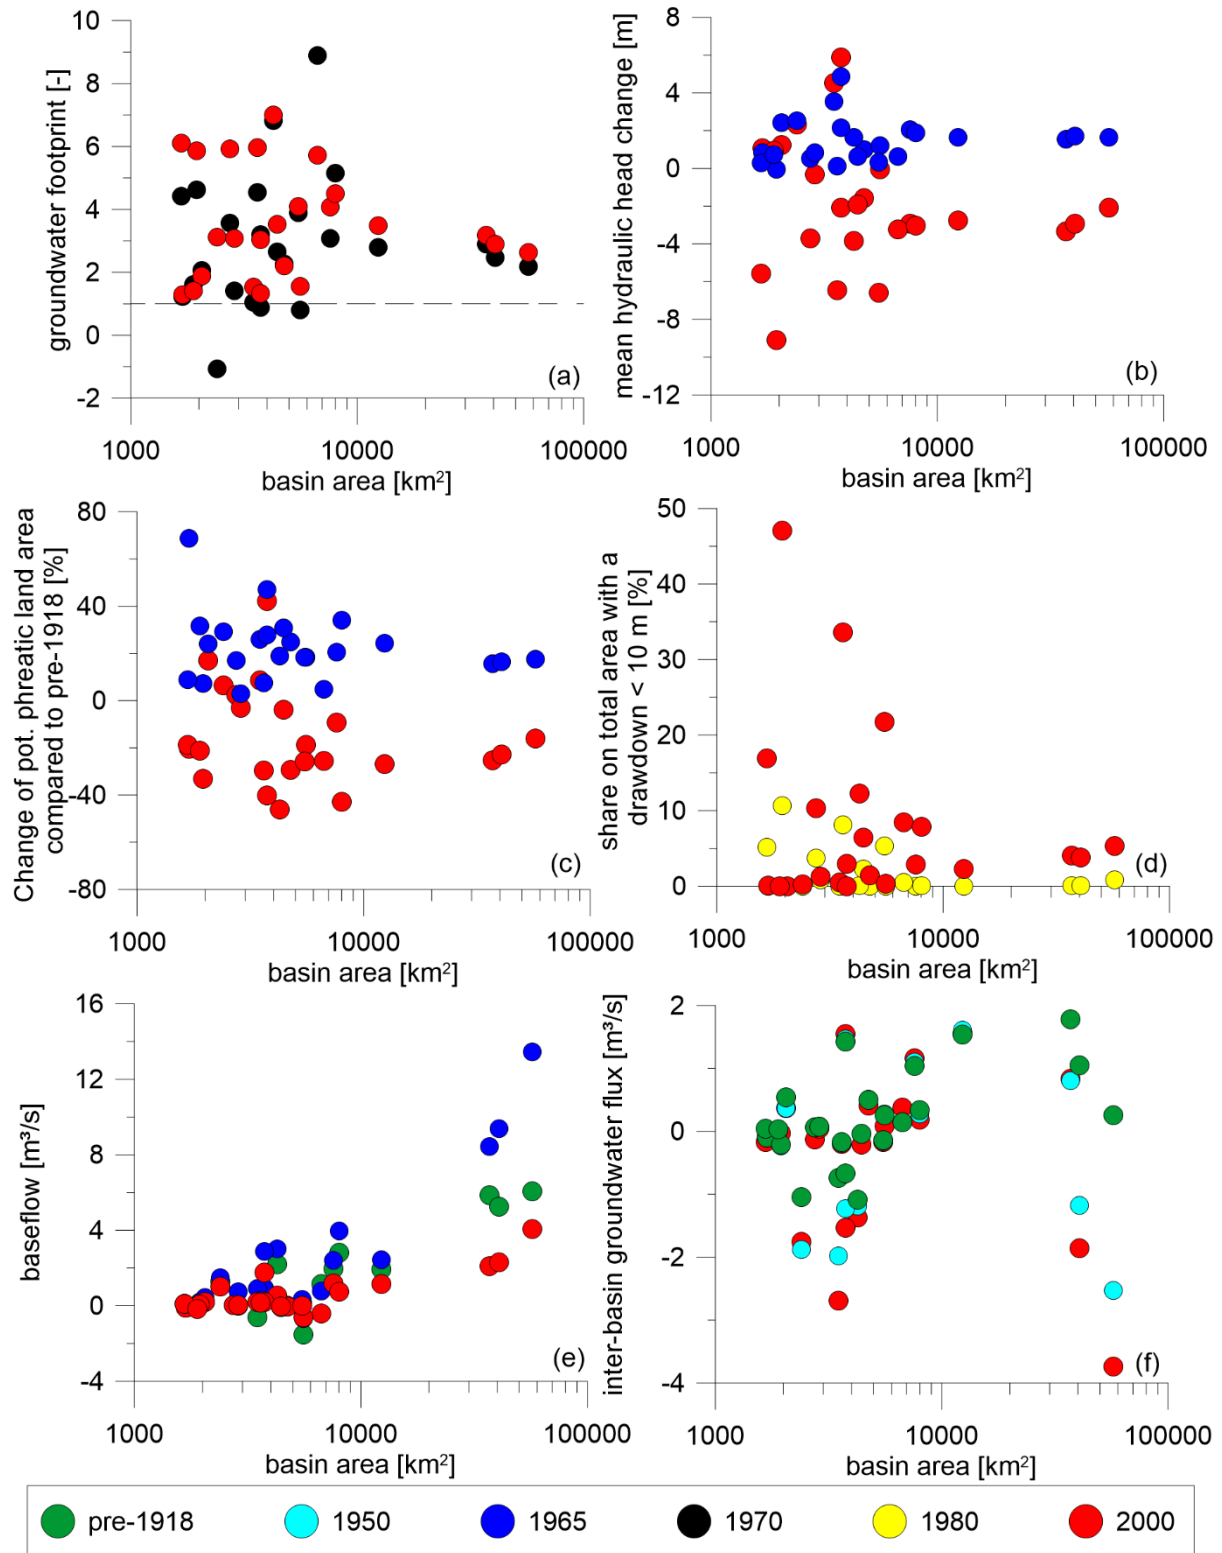 groundwater footprint [-]
10
8
6
4
2
0
-2
(a)
1000
10000
100000
basin area [km²]
mean hydraulic head change [m]
8
4
0
-4
-8
-12
(b)
1000
10000
100000
basin area [km²]
Change of pot. phreatic land area
compared to pre-1918 [%]
80
40
0
-40
-80
(c)
1000
10000
100000
basin area [km²]
share on total area with a
drawdown < 10 m [%]
50
40
30
20
10
0
(d)
1000
10000
100000
basin area [km²]
baseflow [m³/s]
16
12
8
4
0
-4
(e)
1000
10000
100000
basin area [km²]
inter-basin groundwater flux [m³/s]
2
0
-2
-4
(f)
1000
10000
100000
basin area [km²]
pre-1918 1950 1965 1970 1980 2000